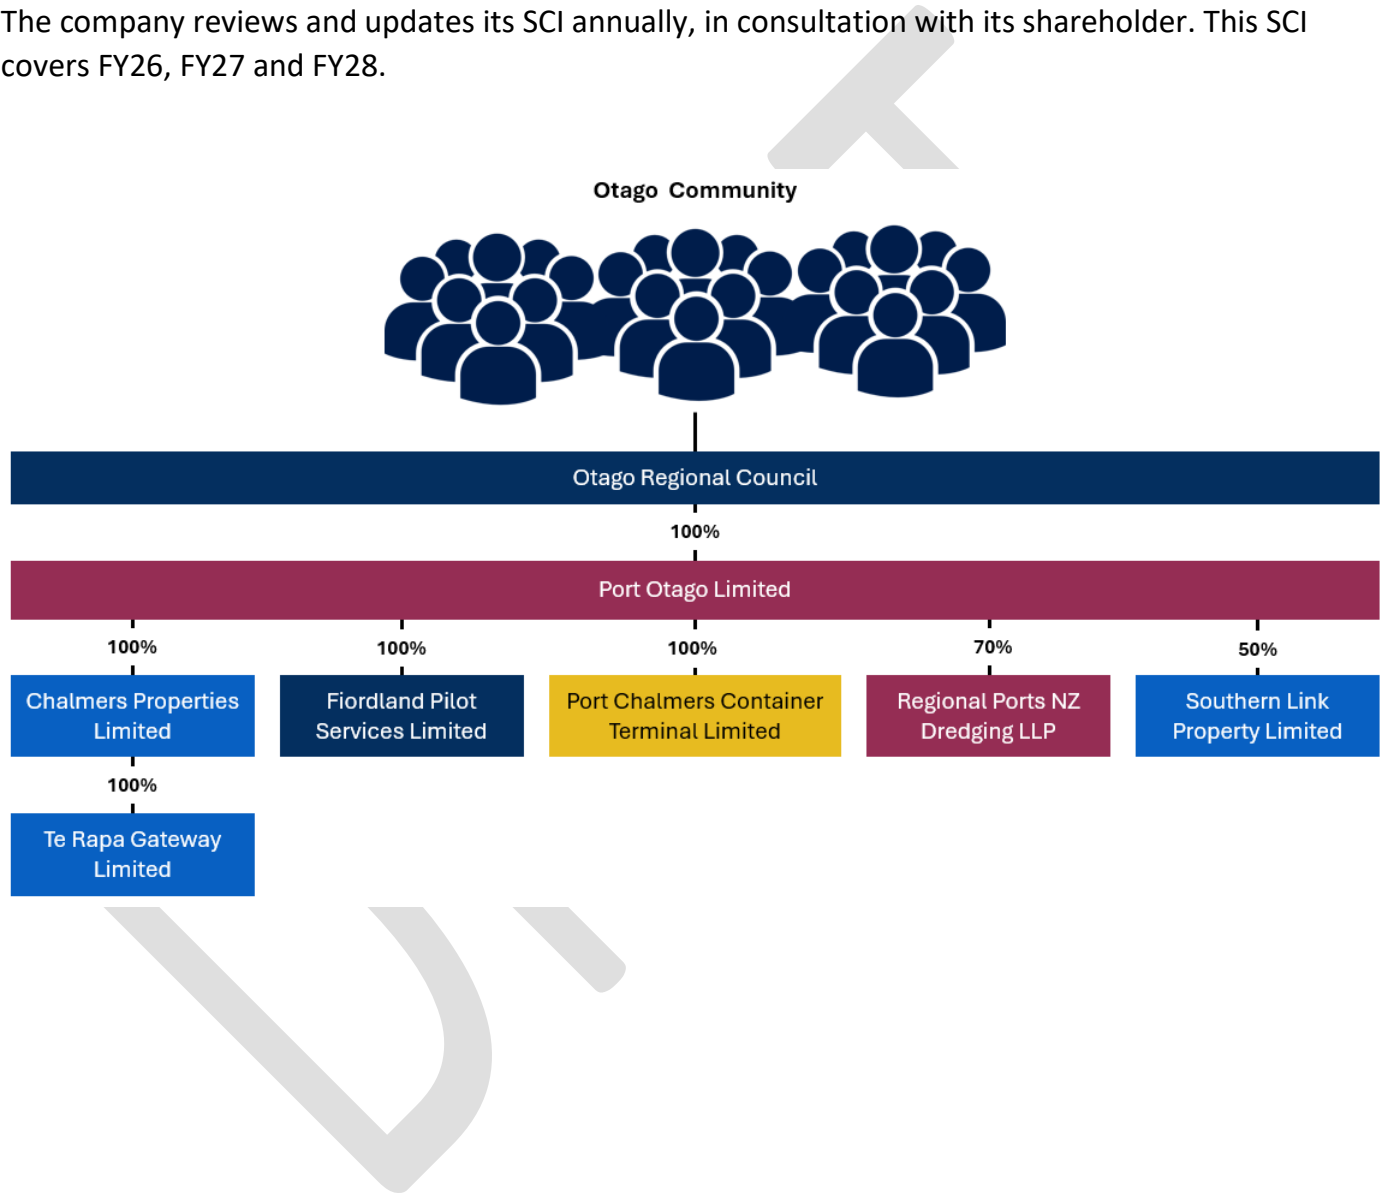 The company reviews and updates its SCI annually, in consultation with its shareholder. This SCI
covers FY26, FY27 and FY28.
Otago Community
Otago Regional Council
100%
Port Otago Limited
100% 100% 100% 70% 50%
Chalmers Properties
Limited
Fiordland Pilot
Services Limited
Port Chalmers Container
Terminal Limited
Regional Ports NZ
Dredging LLP
Southern Link
Property Limited
100%
Te Rapa Gateway
Limited